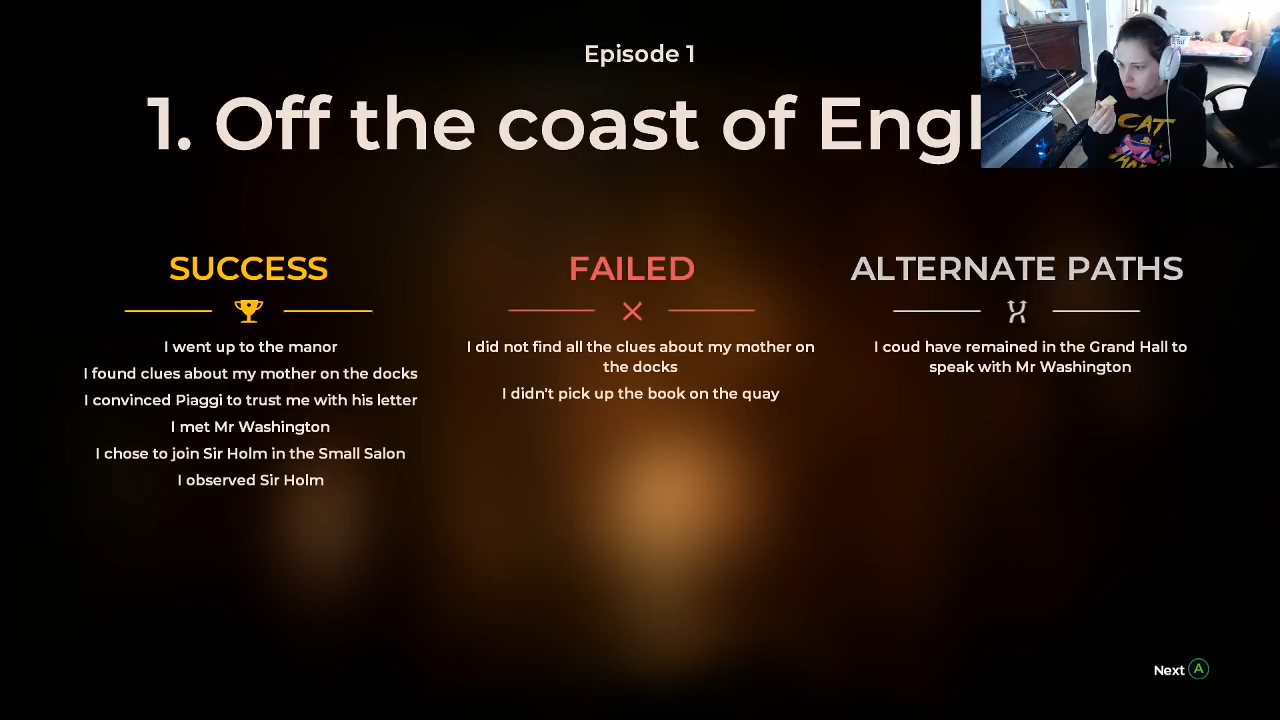 Episode 1
1. Off the coast of Engl
SUCCESS
I went up to the manor
I found clues about my mother on the docks
I convinced Piaggi to trust me with his letter
I met Mr Washington
I chose to join Sir Holm in the Small Salon
I observed Sir Holm
FAILED
I did not find all the clues about my mother on
the docks
I didn't pick up the book on the quay
ALTERNATE PATHS
I coud have remained in the Grand Hall to
speak with Mr Washington
CAT
Next A